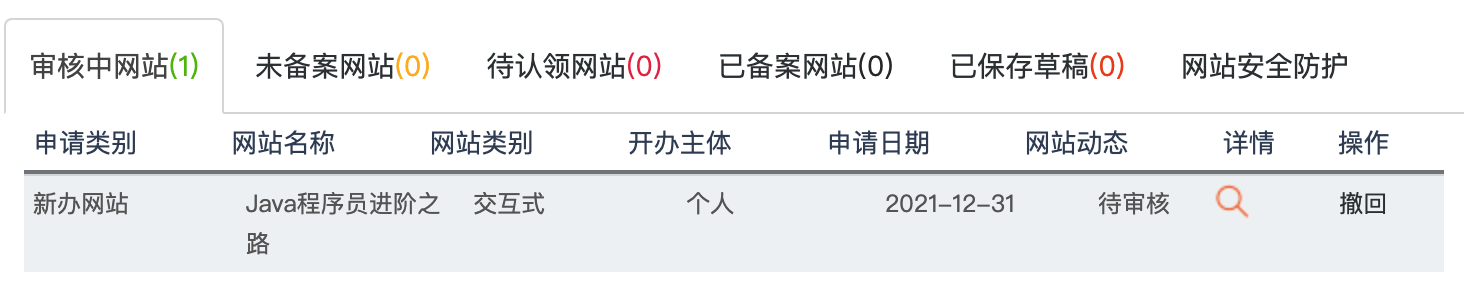 审核中网站(1) 未备案网站(0) 待认领网站(0) 已备案网站(0) 已保存草稿(0) 网站安全防护
申请类别 网站名称 网站类别 开办主体 申请日期 网站动态 详情 操作
新办网站 Java程序员进阶之 交互式 个人 2021-12-31 待审核 撤回
路